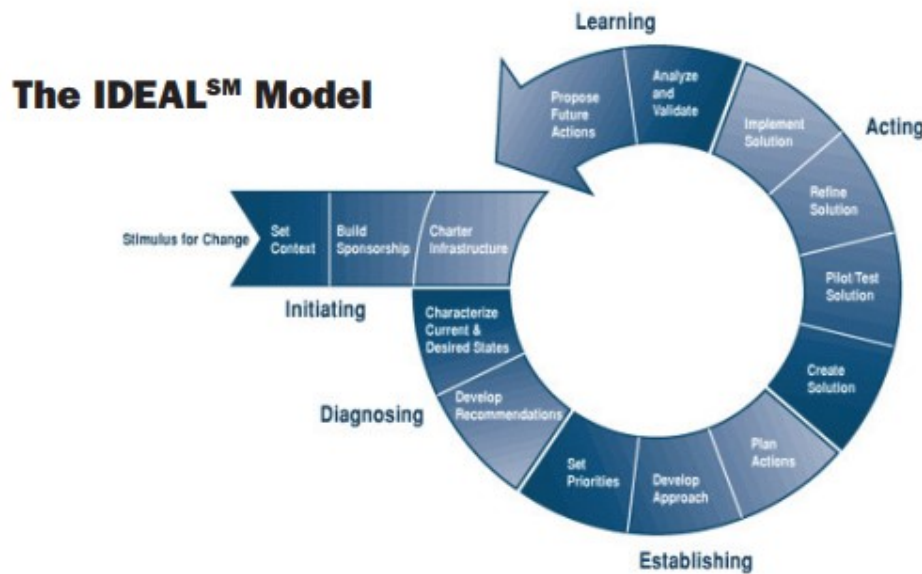 The IDEAL℠ Model
Stimulus for Change
Set
Context
Build
Sponsorship
Charter
Infrastructure
Initiating
Characterize
Current &
Desired States
Develop
Recommendations
Diagnosing
Set
Priorities
Develop
Approach
Plan
Actions
Establishing
Create
Solution
Pilot/Test
Solution
Refine
Solution
Implement
Solution
Acting
Analyze
and
Validate
Propose
Future
Actions
Learning